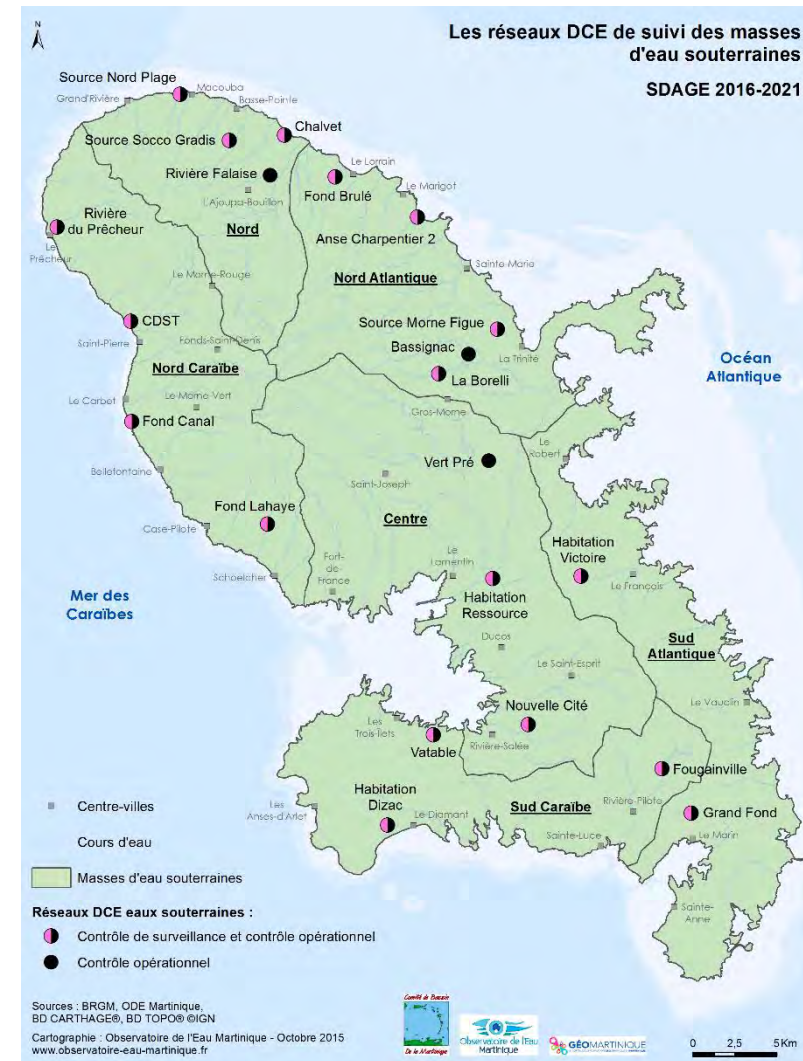 N
Les réseaux DCE de suivi des masses
d'eau souterraines
SDAGE 2016-2021
Source Nord Plage
Macouba
Grand'Rivière
Basse-Pointe
Chalvet
Source Socco Gradis
Le Lorrain
Rivière Falaise
Fond Brulé
Le Marigot
L'Ajoupa-Bouillon
Rivière
du Prêcheur
Nord
Anse Charpentier 2
Le
Prêcheur
Nord Atlantique
Sainte-Marie
Le Morne-Rouge
CDST
Source Morne Figue
Saint-Pierre
Fonds-Saint-Denis
Bassignac
La Trinité
Océan
Atlantique
Nord Caraïbe
La Borelli
Le Carbet
Le Morne-Vert
Gros-Morne
Fond Canal
Le
Robert
Vert Pré
Bellefontaine
Saint-Joseph
Fond Lahaye
Centre
Case-Pilote
Habitation
Victoire
Fort-
de-
France
Le
Lamentin
Schoelcher
Le François
Mer des
Caraïbes
Habitation
Ressource
Ducos
Sud
Atlantique
Le Saint-Esprit
Le Vauclin
Nouvelle Cité
Les
Trois-Ilets
Vatable
Rivière-Salée
Fougainville
Habitation
Dizac
Les
Anses-d'Arlet
Le Diamant
Sud Caraïbe
Rivière-Pilote
Grand Fond
Sainte-Luce
Le Marin
Sainte-
Anne
Centre-villes
Cours d'eau
Masses d'eau souterraines
Réseaux DCE eaux souterraines :
Contrôle de surveillance et contrôle opérationnel
Contrôle opérationnel
Sources : BRGM, ODE Martinique,
BD CARTHAGE®, BD TOPO® ©IGN
Cartographie : Observatoire de l'Eau Martinique - Octobre 2015
www.observatoire-eau-martinique.fr
Comité de Bassin
De la Martinique
Observatoire de l'Eau
Martinique
GÉOMARTINIQUE
0 2,5 5 Km